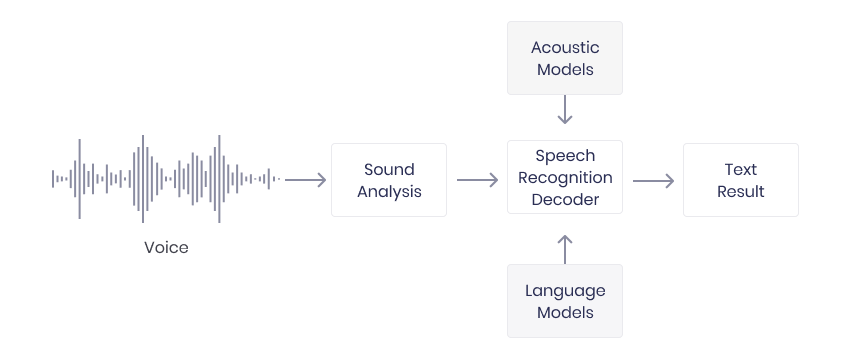 Acoustic
Models
Voice
Sound
Analysis
Speech
Recognition
Decoder
Text
Result
Language
Models